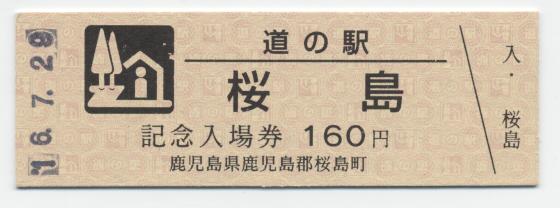 16.7.29
道の駅
桜島
記念入場券 160円
鹿児島県鹿児島郡桜島町
入・桜島